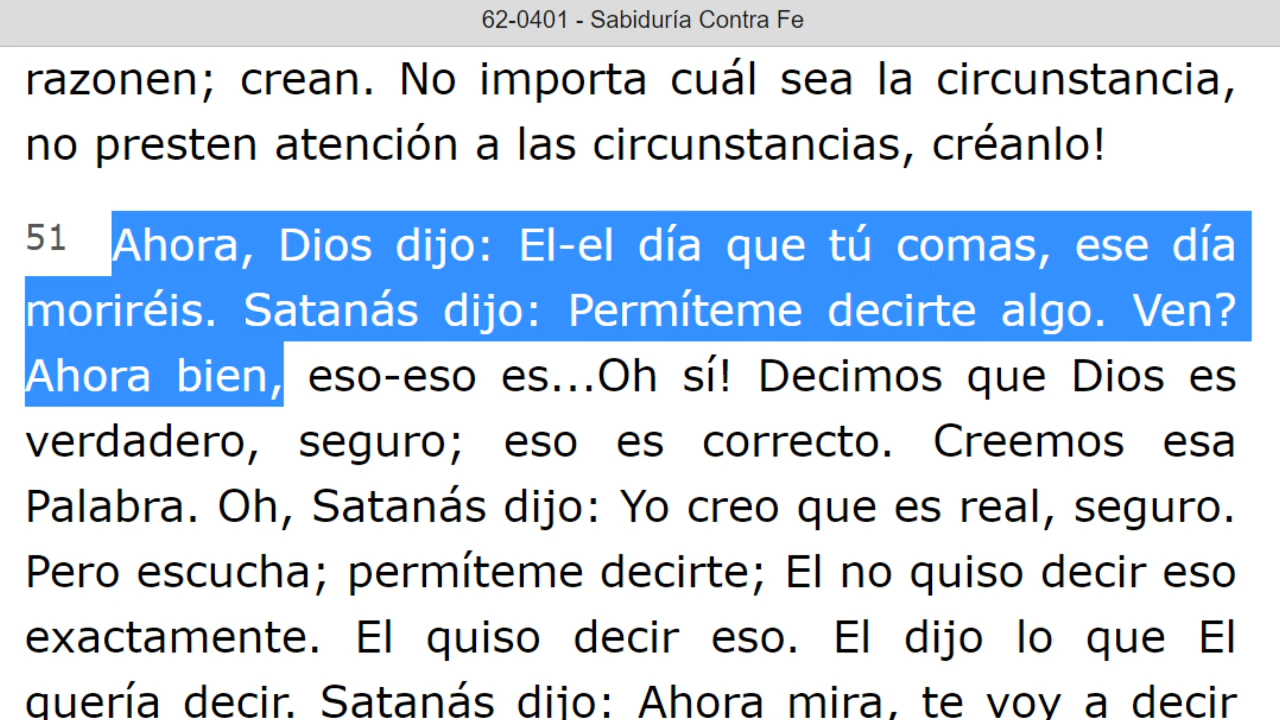 62-0401 - Sabiduría Contra Fe
razonen; crean. No importa cuál sea la circunstancia,
no presten atención a las circunstancias, créanlo!
51 Ahora, Dios dijo: El-el día que tú comas, ese día
moriréis. Satanás dijo: Permíteme decirte algo. Ven?
Ahora bien, eso-eso es...Oh sí! Decimos que Dios es
verdadero, seguro; eso es correcto. Creemos esa
Palabra. Oh, Satanás dijo: Yo creo que es real, seguro.
Pero escucha; permíteme decirte; El no quiso decir eso
exactamente. El quiso decir eso. El dijo lo que El
quería decir. Satanás dijo: Ahora mira, te voy a decir